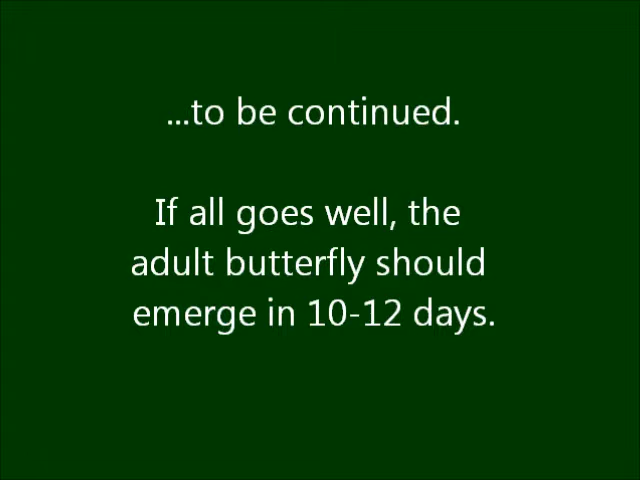 ...to be continued.
If all goes well, the
adult butterfly should
emerge in 10-12 days.